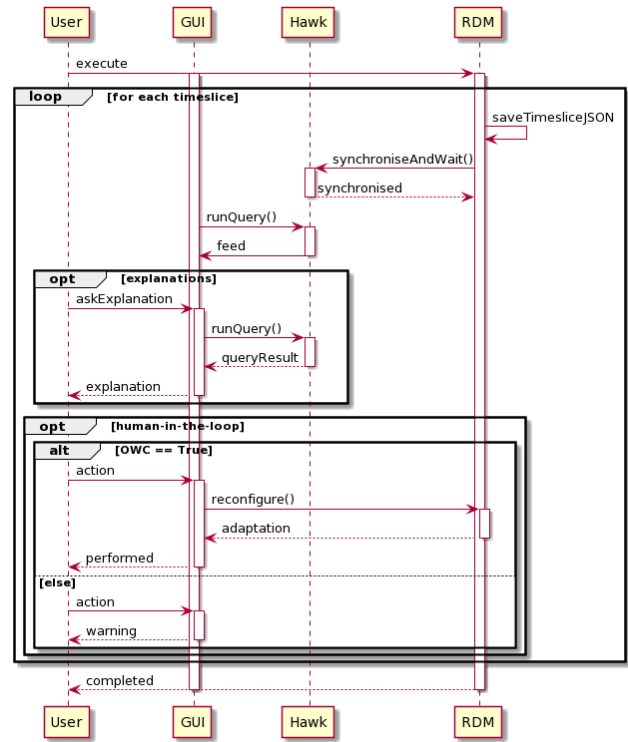 User GUI Hawk RDM
execute
loop [for each timeslice]
saveTimesliceJSON
synchroniseAndWait()
synchronised
runQuery()
feed
opt [explanations]
askExplanation
runQuery()
queryResult
explanation
opt [human-in-the-loop]
alt [OWC == True]
action
reconfigure()
adaptation
performed
[else]
action
warning
completed
User GUI Hawk RDM